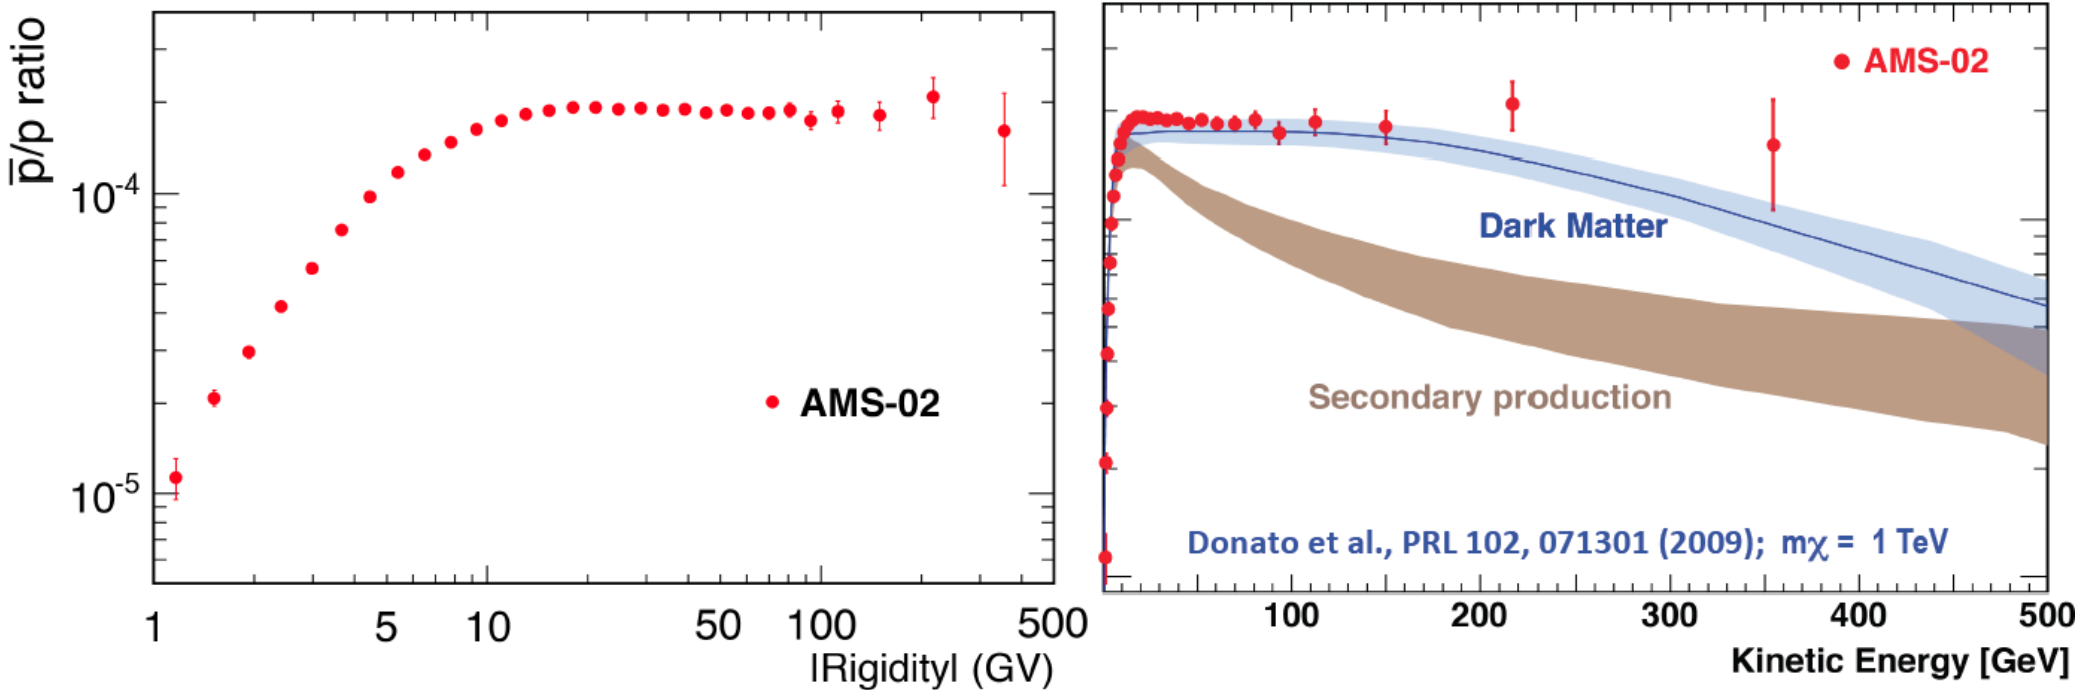 p̅/p ratio
10-4
10-5
AMS-02
1 5 10 50 100 500
|Rigidity| (GV)
AMS-02
Dark Matter
Secondary production
Donato et al., PRL 102, 071301 (2009); mχ = 1 TeV
100 200 300 400 500
Kinetic Energy [GeV]